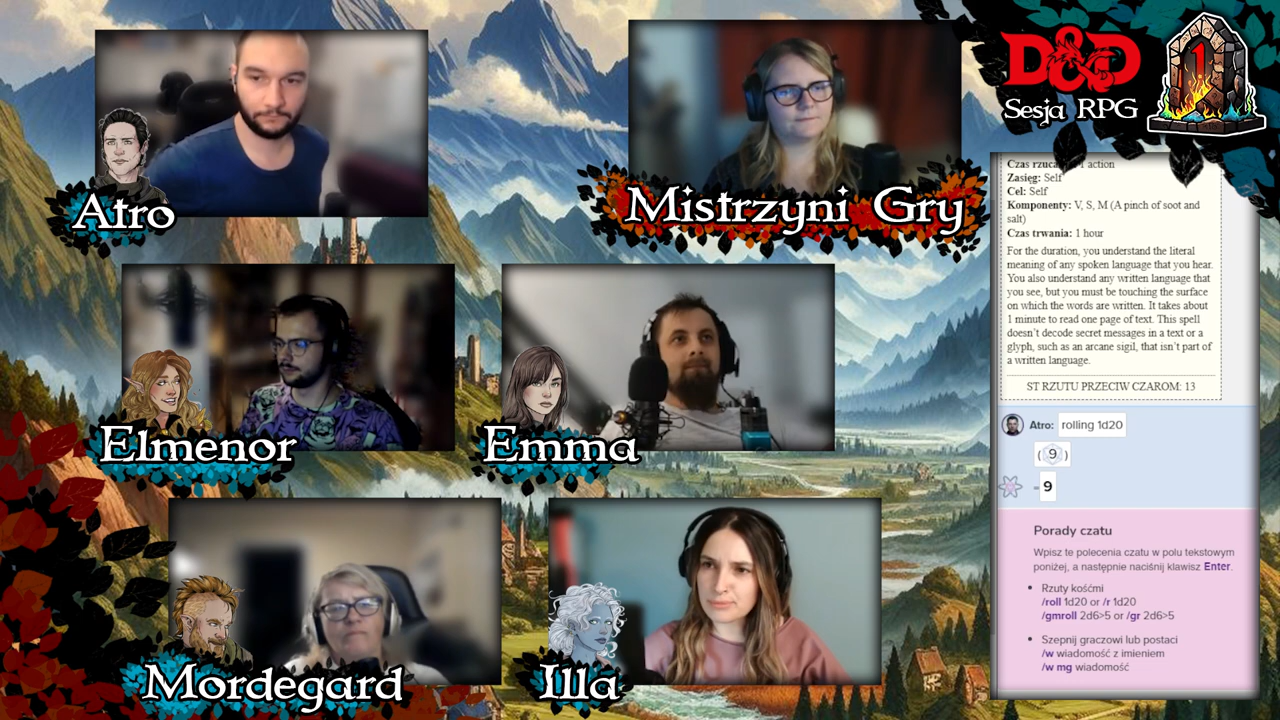 D&D
Sesja RPG
1
Atro
Mistrzyni Gry
Elmenor
Emma
Mordegard
Illa
Czas rzuca 1 action
Zasięg: Self
Cel: Self
Komponenty: V, S, M (A pinch of soot and
salt)
Czas trwania: 1 hour
For the duration, you understand the literal
meaning of any spoken language that you hear.
You also understand any written language that
you see, but you must be touching the surface
on which the words are written. It takes about
1 minute to read one page of text. This spell
doesn't decode secret messages in a text or a
glyph, such as an arcane sigil, that isn't part of
a written language.
ST RZUTU PRZECIW CZAROM: 13
Atro: rolling 1d20
( 9 )
= 9
Porady czatu
Wpisz te polecenia czatu w polu tekstowym
poniżej, a następnie naciśnij klawisz Enter.
• Rzuty kośćmi
/roll 1d20 or /r 1d20
/gmroll 2d6>5 or /gr 2d6>5
• Szepnij graczowi lub postaci
/w wiadomość z imieniem
/w mg wiadomość